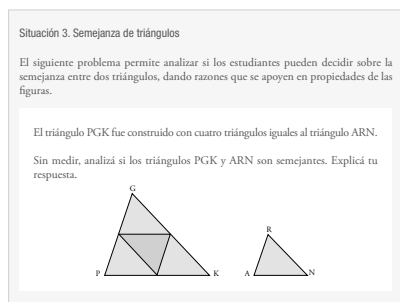 Situación 3. Semejanza de triángulos
El siguiente problema permite analizar si los estudiantes pueden decidir sobre la
semejanza entre dos triángulos, dando razones que se apoyen en propiedades de las
figuras.
El triángulo PGK fue construido con cuatro triángulos iguales al triángulo ARN.
Sin medir, analizá si los triángulos PGK y ARN son semejantes. Explicá tu
respuesta.
G
R
P
K
A
N